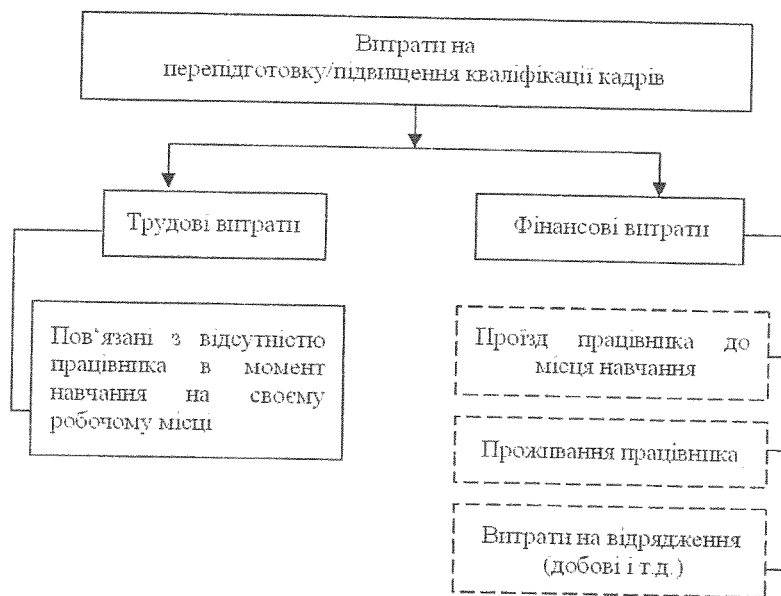 Витрати на
перепідготовку/підвищення кваліфікації кадрів
Трудові витрати
Фінансові витрати
Пов‘язані з відсутністю
працівника в момент
навчання на своєму
робочому місці
Проїзд працівника до
місця навчання
Проживання працівника
Витрати на відрядження
(добові і т.д.)